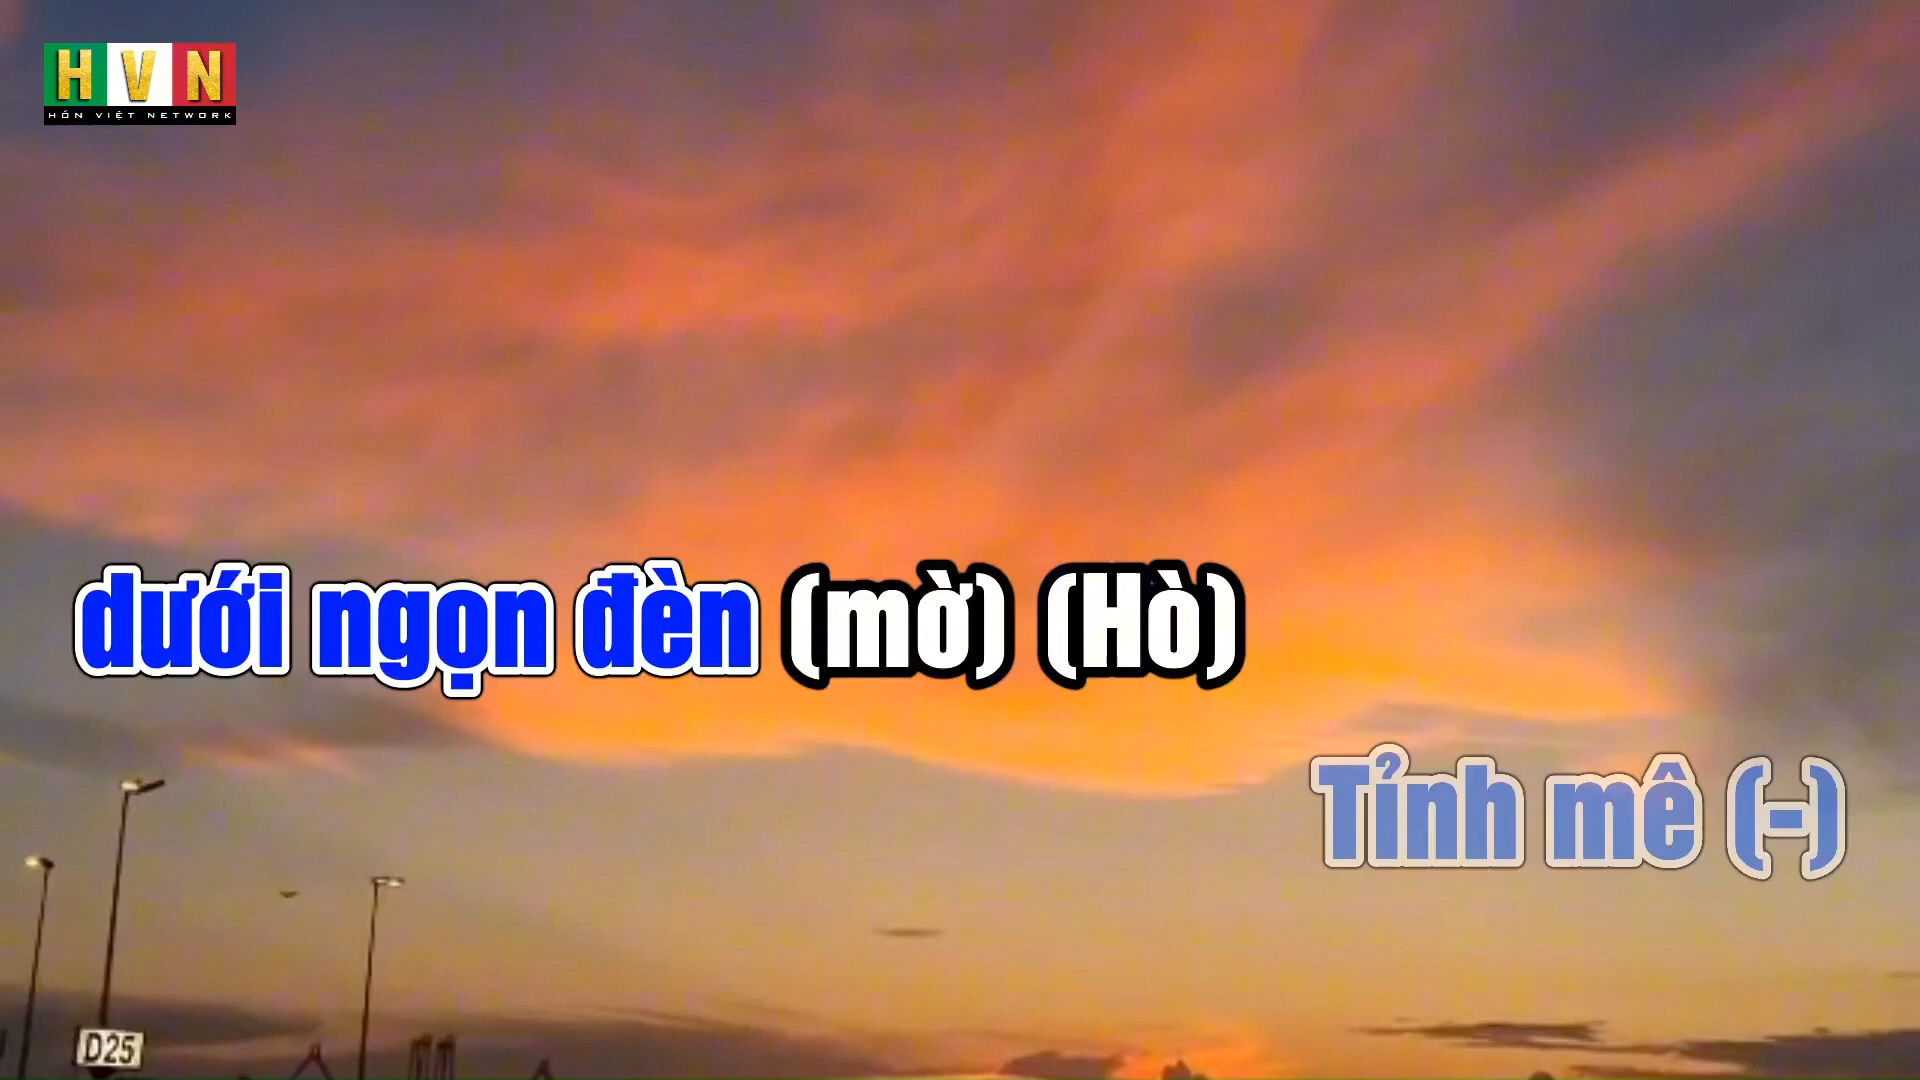 HVN
HỒN VIỆT NETWORK
dưới ngọn đèn (mờ) (Hò)
Tỉnh mê (-)
D25